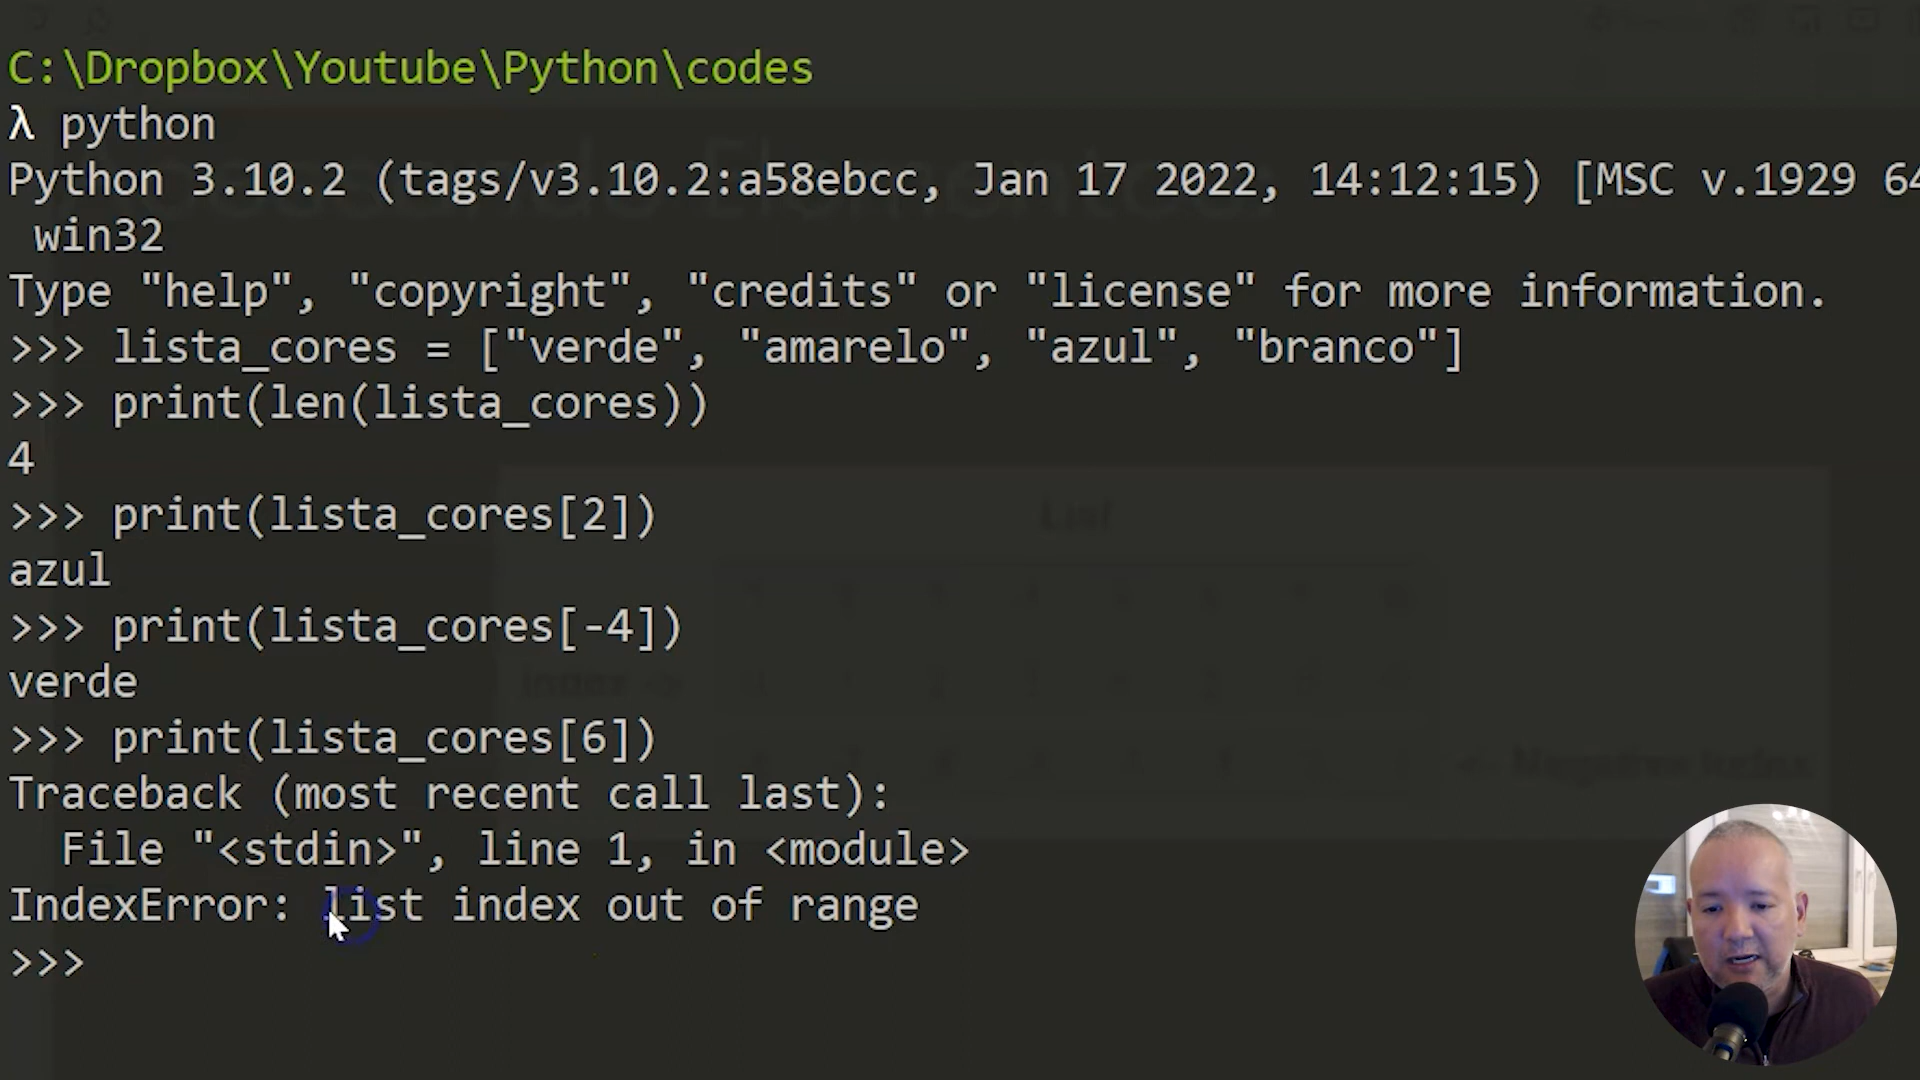 C:\Dropbox\Youtube\Python\codes
λ python
Python 3.10.2 (tags/v3.10.2:a58ebcc, Jan 17 2022, 14:12:15) [MSC v.1929 64
win32
Type "help", "copyright", "credits" or "license" for more information.
>>> lista_cores = ["verde", "amarelo", "azul", "branco"]
>>> print(len(lista_cores))
4
>>> print(lista_cores[2])
azul
>>> print(lista_cores[-4])
verde
>>> print(lista_cores[6])
Traceback (most recent call last):
  File "<stdin>", line 1, in <module>
IndexError: list index out of range
>>>